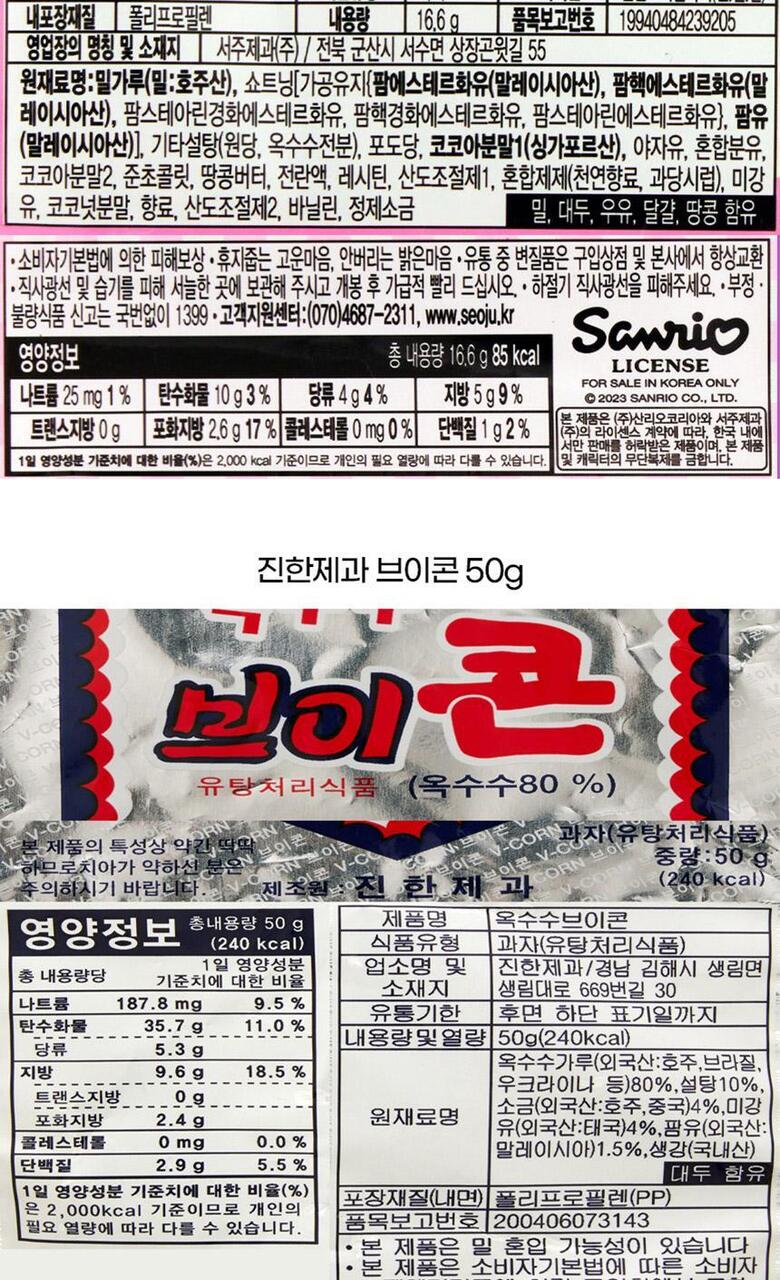 내포장재질 폴리프로필렌 내용량 16.6 g 품목보고번호 19940484239205
영업장의 명칭 및 소재지 서주제과(주) / 전북 군산시 서수면 상장곤윗길 55
원재료명:밀가루(밀:호주산), 쇼트닝[가공유지{팜에스테르화유(말레이시아산), 팜핵에스테르화유(말
레이시아산), 팜스테아린경화에스테르화유, 팜핵경화에스테르화유, 팜스테아린에스테르화유}, 팜유
(말레이시아산)], 기타설탕(원당, 옥수수전분), 포도당, 코코아분말1(싱가포르산), 야자유, 혼합분유,
코코아분말2, 준초콜릿, 땅콩버터, 전란액, 레시틴, 산도조절제1, 혼합제제(천연향료, 과당시럽), 미강
유, 코코넛분말, 향료, 산도조절제2, 바닐린, 정제소금
밀, 대두, 우유, 달걀, 땅콩 함유
• 소비자기본법에 의한 피해보상 • 휴지줍는 고운마음, 안버리는 밝은마음 • 유통 중 변질품은 구입상점 및 본사에서 항상교환
• 직사광선 및 습기를 피해 서늘한 곳에 보관해 주시고 개봉 후 가급적 빨리 드십시오. • 하절기 직사광선을 피해주세요. • 부정·
불량식품 신고는 국번없이 1399 • 고객지원센터:(070)4687-2311, www.seoju.kr
영양정보 총 내용량 16.6 g 85 kcal
나트륨 25 mg 1 % 탄수화물 10 g 3 % 당류 4 g 4 % 지방 5 g 9 %
트랜스지방 0 g 포화지방 2.6 g 17 % 콜레스테롤 0 mg 0 % 단백질 1 g 2 %
1일 영양성분 기준치에 대한 비율(%)은 2,000 kcal 기준이므로 개인의 필요 열량에 따라 다를 수 있습니다.
Sanrio
LICENSE
FOR SALE IN KOREA ONLY
© 2023 SANRIO CO., LTD.
본 제품은 (주)산리오코리아와 서주제과
(주)의 라이센스 계약에 따라, 한국 내에
서만 판매를 허락받은 제품이며, 본 제품
및 캐릭터의 무단복제를 금합니다.
진한제과 브이콘 50g
브이콘
유탕처리식품 (옥수수80 %)
본 제품의 특성상 약간 딱딱
하므로치아가 약하신 분은
주의하시기 바랍니다.
제조원 : 진한제과
과자(유탕처리식품)
중량:50 g
(240 kcal)
영양정보 총내용량 50 g
(240 kcal)
총 내용량당 1일 영양성분
기준치에 대한 비율
나트륨 187.8 mg 9.5 %
탄수화물 35.7 g 11.0 %
당류 5.3 g
지방 9.6 g 18.5 %
트랜스지방 0 g
포화지방 2.4 g
콜레스테롤 0 mg 0.0 %
단백질 2.9 g 5.5 %
1일 영양성분 기준치에 대한 비율(%)
은 2,000kcal 기준이므로 개인의
필요 열량에 따라 다를 수 있습니다.
제품명 옥수수브이콘
식품유형 과자(유탕처리식품)
업소명 및 소재지 진한제과/경남 김해시 생림면
생림대로 669번길 30
유통기한 후면 하단 표기일까지
내용량및열량 50g(240kcal)
원재료명 옥수수가루(외국산:호주,브라질,
우크라이나 등)80%,설탕10%,
소금(외국산:호주,중국)4%,미강
유(외국산:태국)4%,팜유(외국산:
말레이시아)1.5%,생강(국내산)
대두 함유
포장재질(내면) 폴리프로필렌(PP)
품목보고번호 200406073143
• 본 제품은 밀 혼입 가능성이 있습니다
• 본 제품은 소비자기본법에 따른 소비자